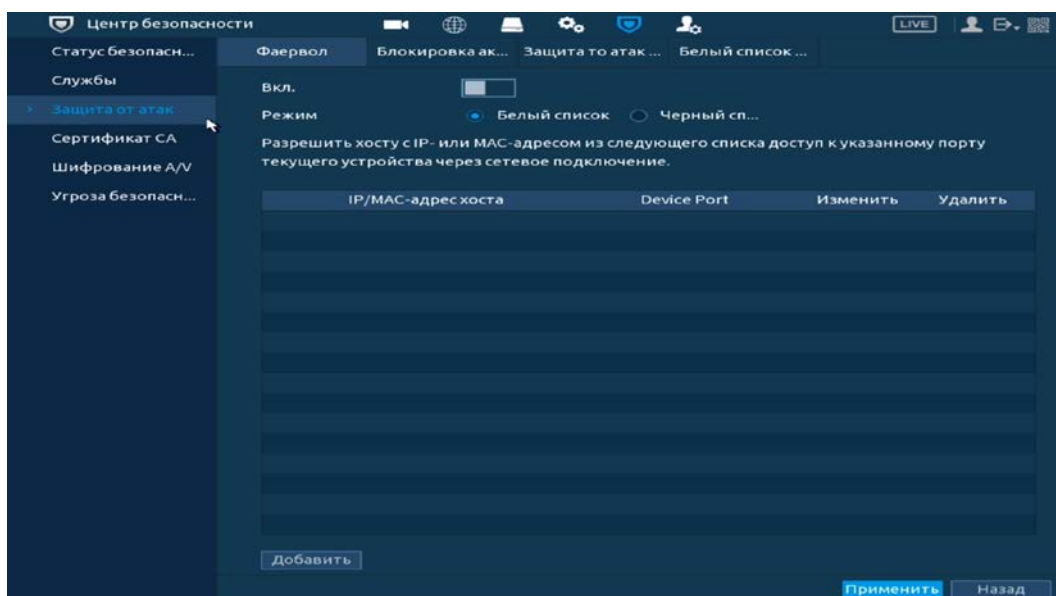 Центр безопасности
LIVE
Статус безопасн...
Службы
Защита от атак
Сертификат CA
Шифрование A/V
Угроза безопасн...
Фаервол
Блокировка ак...
Защита то атак ...
Белый список ...
Вкл.
Режим
Белый список
Черный сп...
Разрешить хосту с IP- или MAC-адресом из следующего списка доступ к указанному порту
текущего устройства через сетевое подключение.
IP/MAC-адрес хоста
Device Port
Изменить
Удалить
Добавить
Применить
Назад